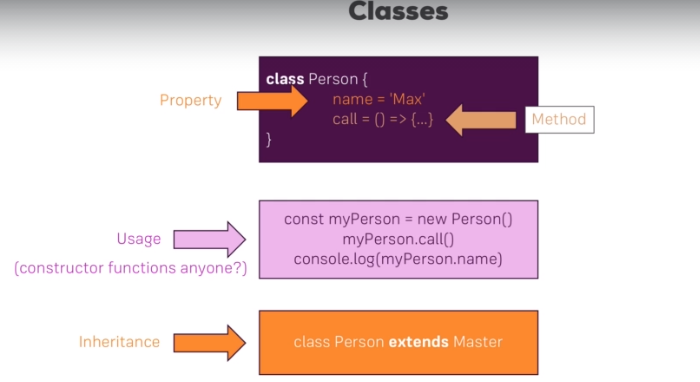 Classes
class Person {
Property
name = 'Max'
call = () => {...}
Method
}
const myPerson = new Person()
Usage
myPerson.call()
(constructor functions anyone?)
console.log(myPerson.name)
Inheritance
class Person extends Master